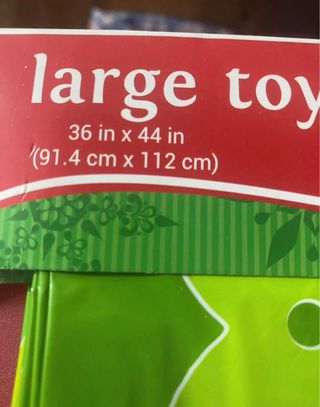 large toy
36 in x 44 in
(91.4 cm x 112 cm)